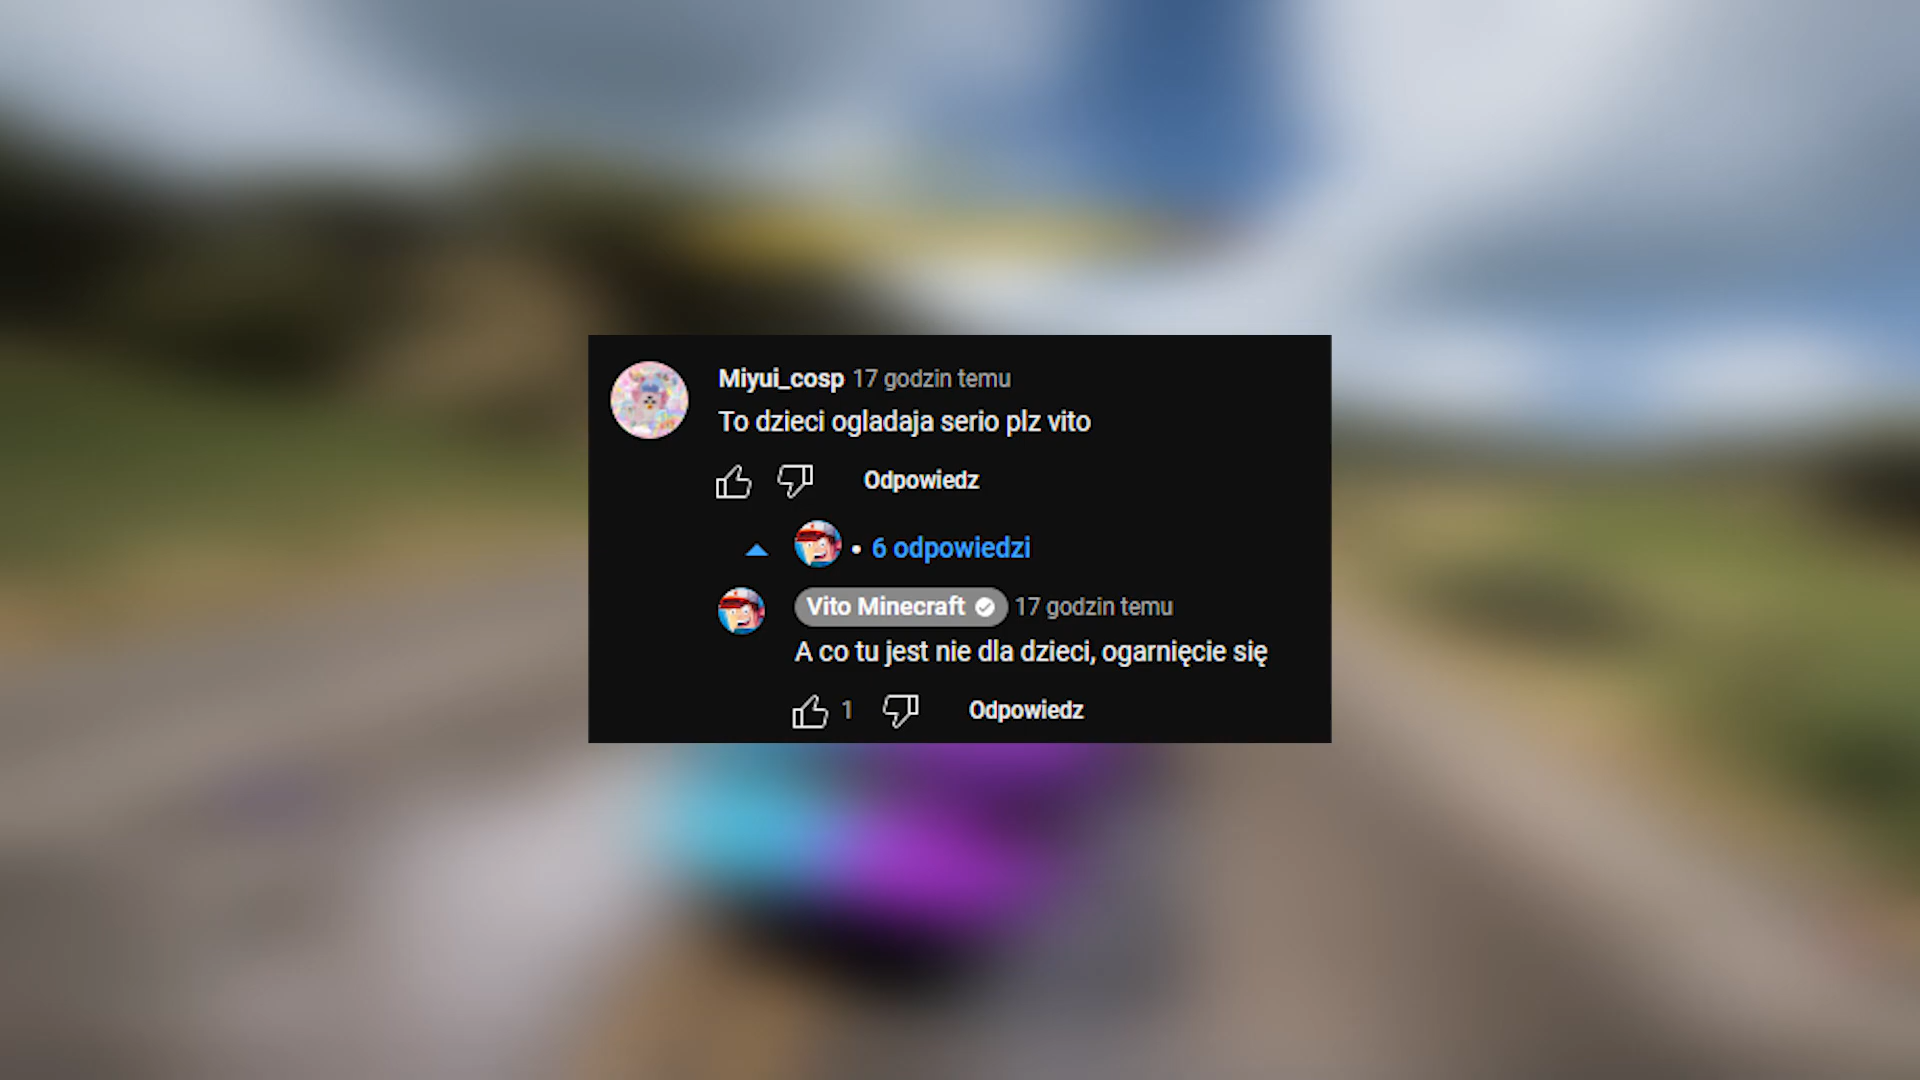 Miyui_cosp 17 godzin temu
To dzieci ogladaja serio plz vito
Odpowiedz
• 6 odpowiedzi
Vito Minecraft 17 godzin temu
A co tu jest nie dla dzieci, ogarnięcie się
1 Odpowiedz